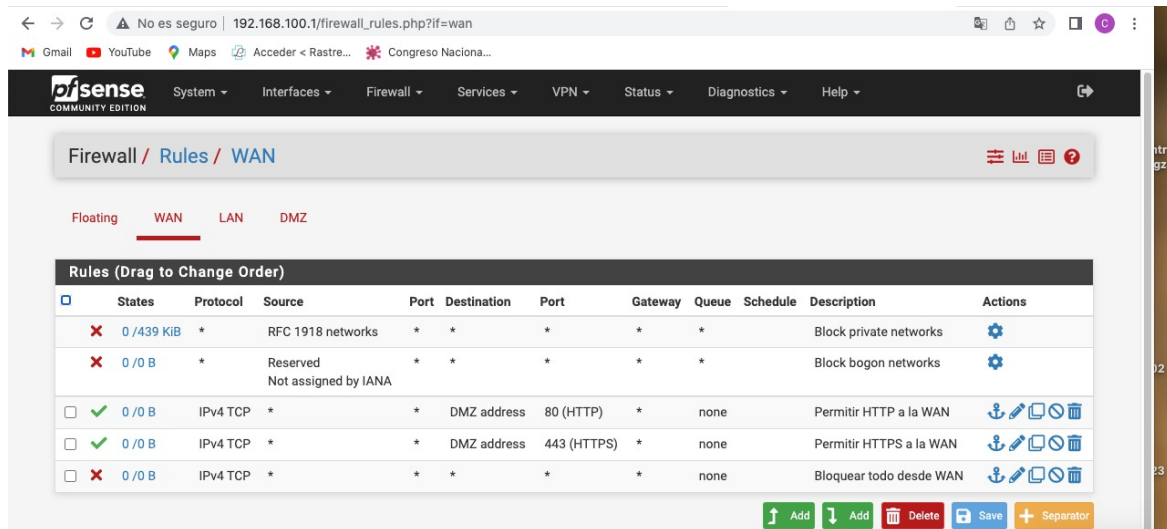 No es seguro | 192.168.100.1/firewall_rules.php?if=wan C
Gmail YouTube Maps Acceder < Rastre... Congreso Naciona...
pfsense System Interfaces Firewall Services VPN Status Diagnostics Help
COMMUNITY EDITION
Firewall / Rules / WAN
Floating WAN LAN DMZ
Rules (Drag to Change Order)
States Protocol Source Port Destination Port Gateway Queue Schedule Description Actions
0 /439 KiB * RFC 1918 networks * * * * * Block private networks
0 /0 B * Reserved * * * * * Block bogon networks
Not assigned by IANA
0 /0 B IPv4 TCP * * DMZ address 80 (HTTP) * none Permitir HTTP a la WAN
0 /0 B IPv4 TCP * * DMZ address 443 (HTTPS) * none Permitir HTTPS a la WAN
0 /0 B IPv4 TCP * * * * * none Bloquear todo desde WAN
Add Add Delete Save Separator